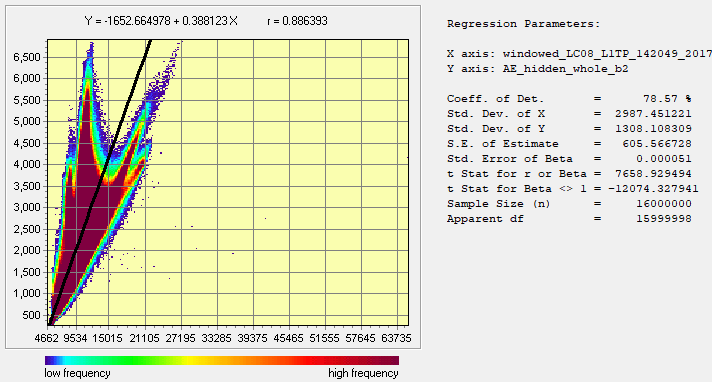 Y = -1652.664978 + 0.388123 X r = 0.886393
6,500
6,000
5,500
5,000
4,500
4,000
3,500
3,000
2,500
2,000
1,500
1,000
500
4662 9534 15015 21105 27195 33285 39375 45465 51555 57645 63735
low frequency high frequency
Regression Parameters:
X axis: windowed_LC08_L1TP_142049_2017
Y axis: AE_hidden_whole_b2
Coeff. of Det. = 78.57 %
Std. Dev. of X = 2987.451221
Std. Dev. of Y = 1308.108309
S.E. of Estimate = 605.566728
Std. Error of Beta = 0.000051
t Stat for r or Beta = 7658.929494
t Stat for Beta <> 1 = -12074.327941
Sample Size (n) = 16000000
Apparent df = 15999998